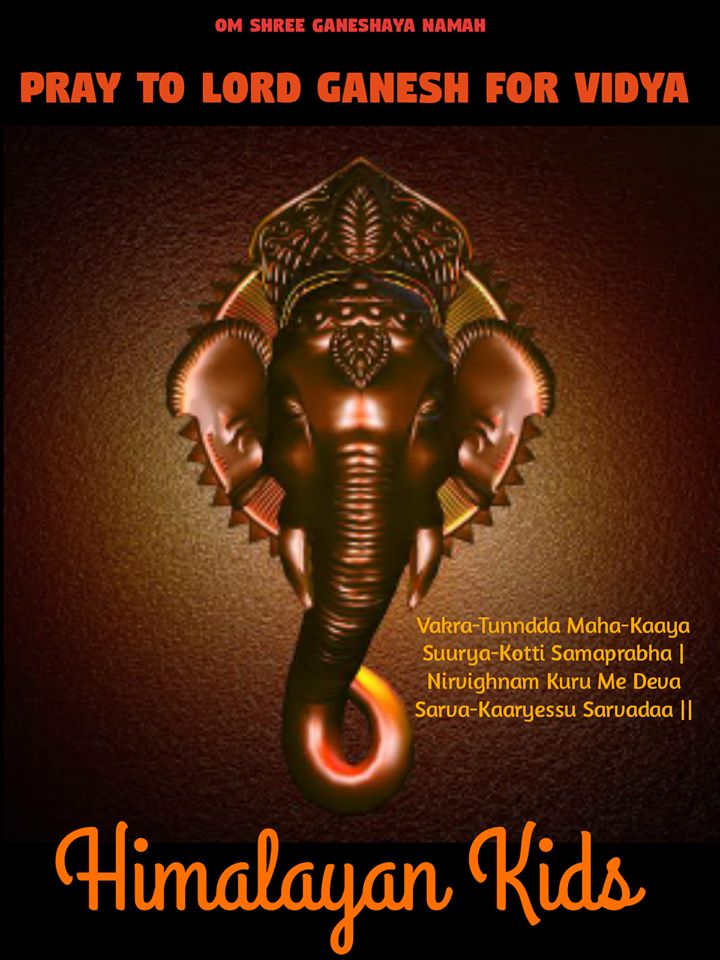 OM SHREE GANESHAYA NAMAH
PRAY TO LORD GANESH FOR VIDYA
Vakra-Tunndda Maha-Kaaya
Suurya-Kotti Samaprabha |
Nirvighnam Kuru Me Deva
Sarva-Kaaryessu Sarvadaa ||
Himalayan Kids